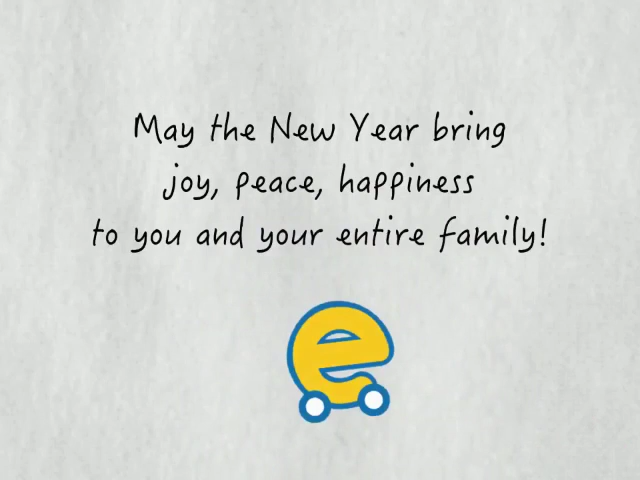 May the New Year bring
joy, peace, happiness
to you and your entire family!
e